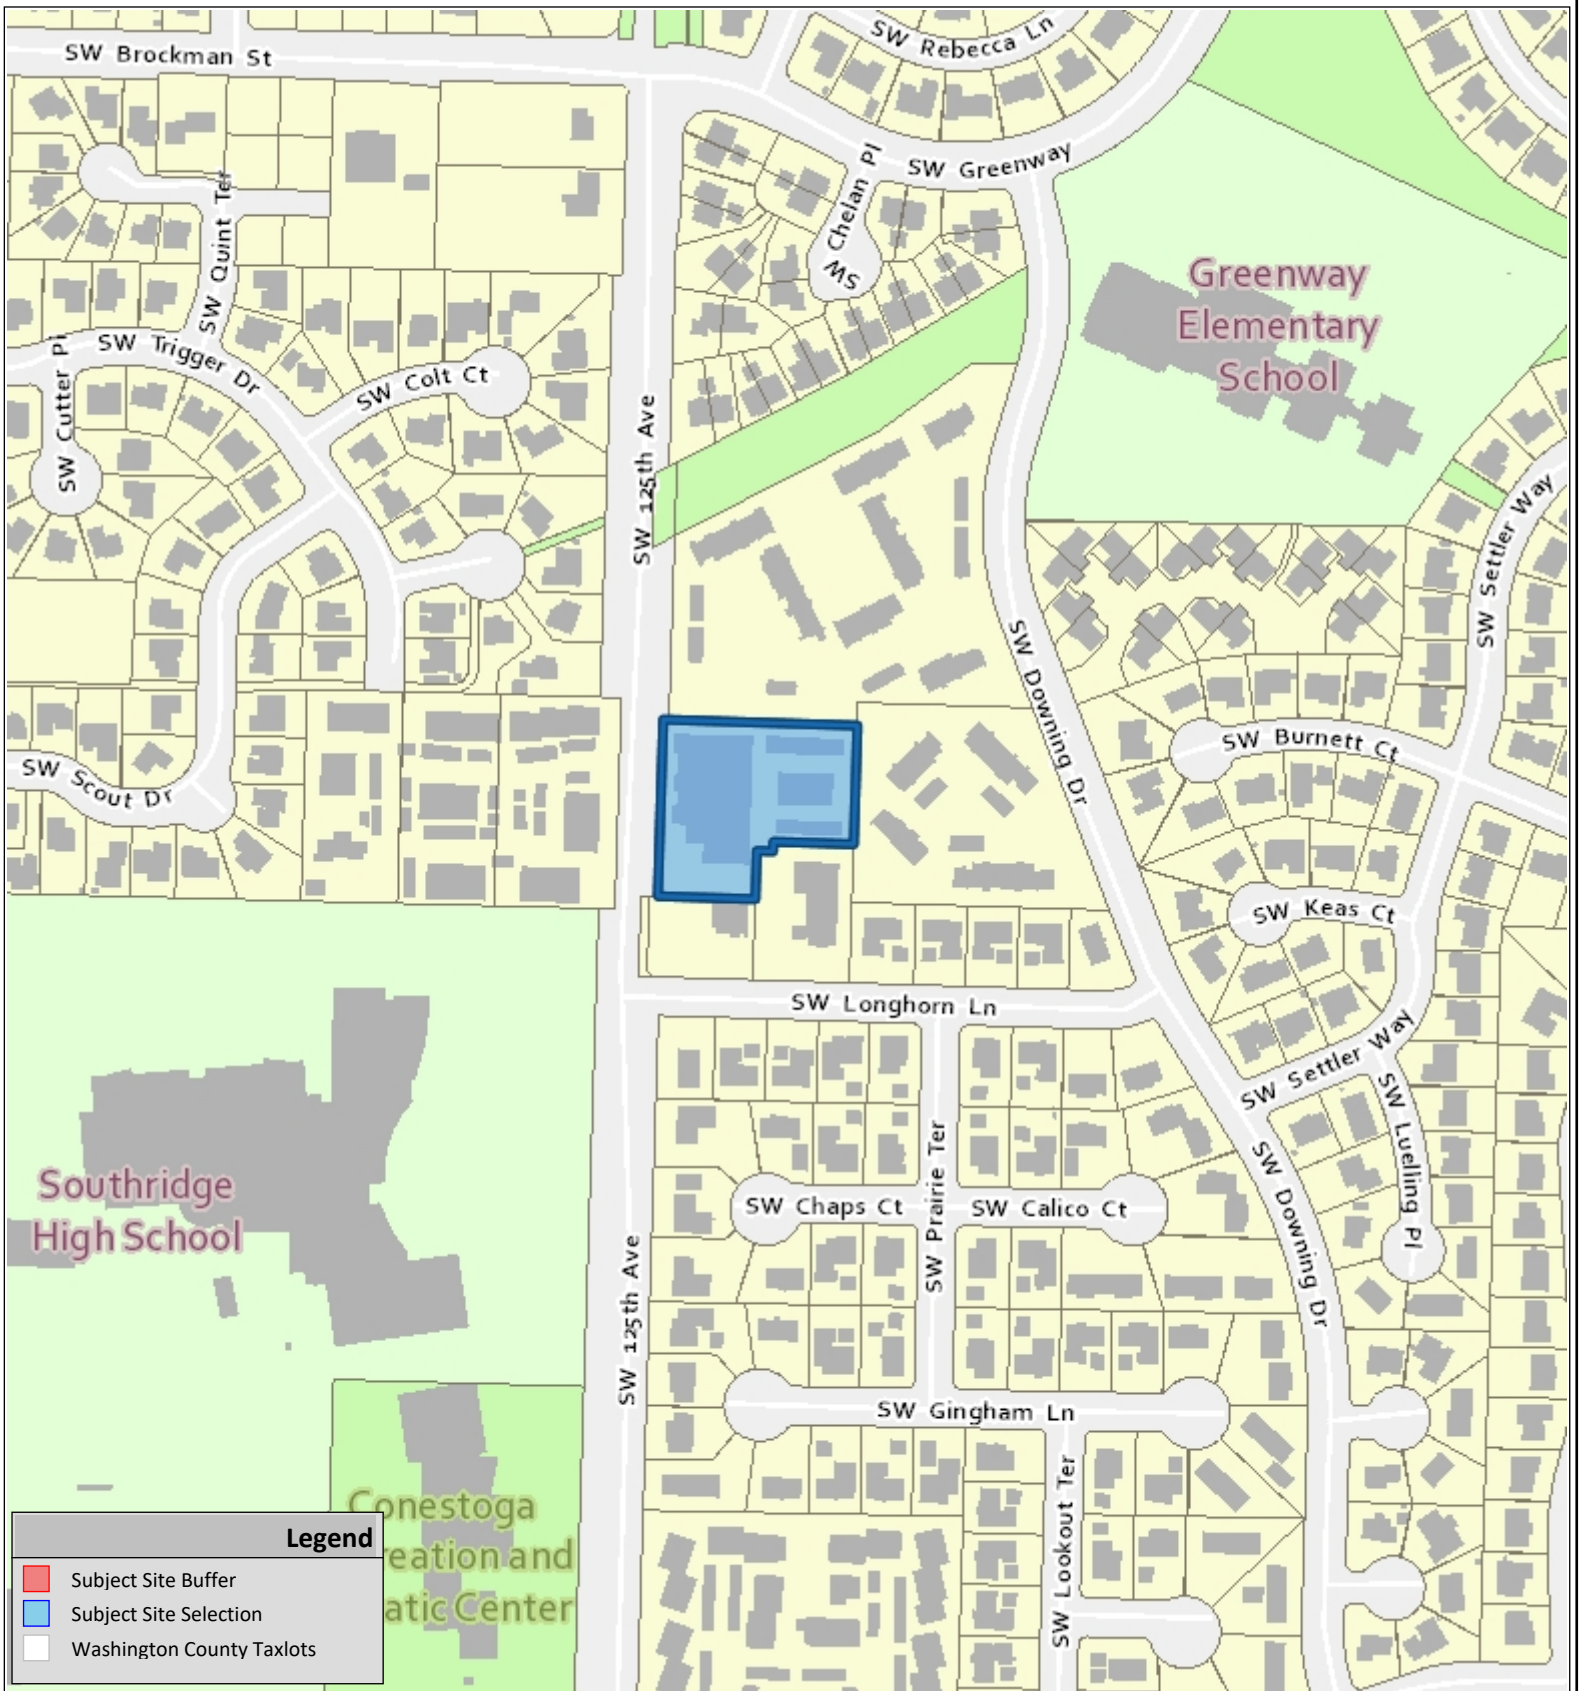 SW Brockman St
SW Rebecca Ln
SW Greenway
SW Chelan Pl
SW Quint Ter
Greenway
Elementary
School
SW Cutter Pl
SW Trigger Dr
SW Colt Ct
SW 125th Ave
SW Settler Way
SW Downing Dr
SW Burnett Ct
SW Scout Dr
SW Keas Ct
SW Longhorn Ln
SW Settler Way
SW Luelling Pl
Southridge
High School
SW Prairie Ter
SW Chaps Ct
SW Calico Ct
SW Downing Dr
SW 125th Ave
SW Gingham Ln
SW Lookout Ter
Conestoga
reation and
atic Center
Legend
Subject Site Buffer
Subject Site Selection
Washington County Taxlots